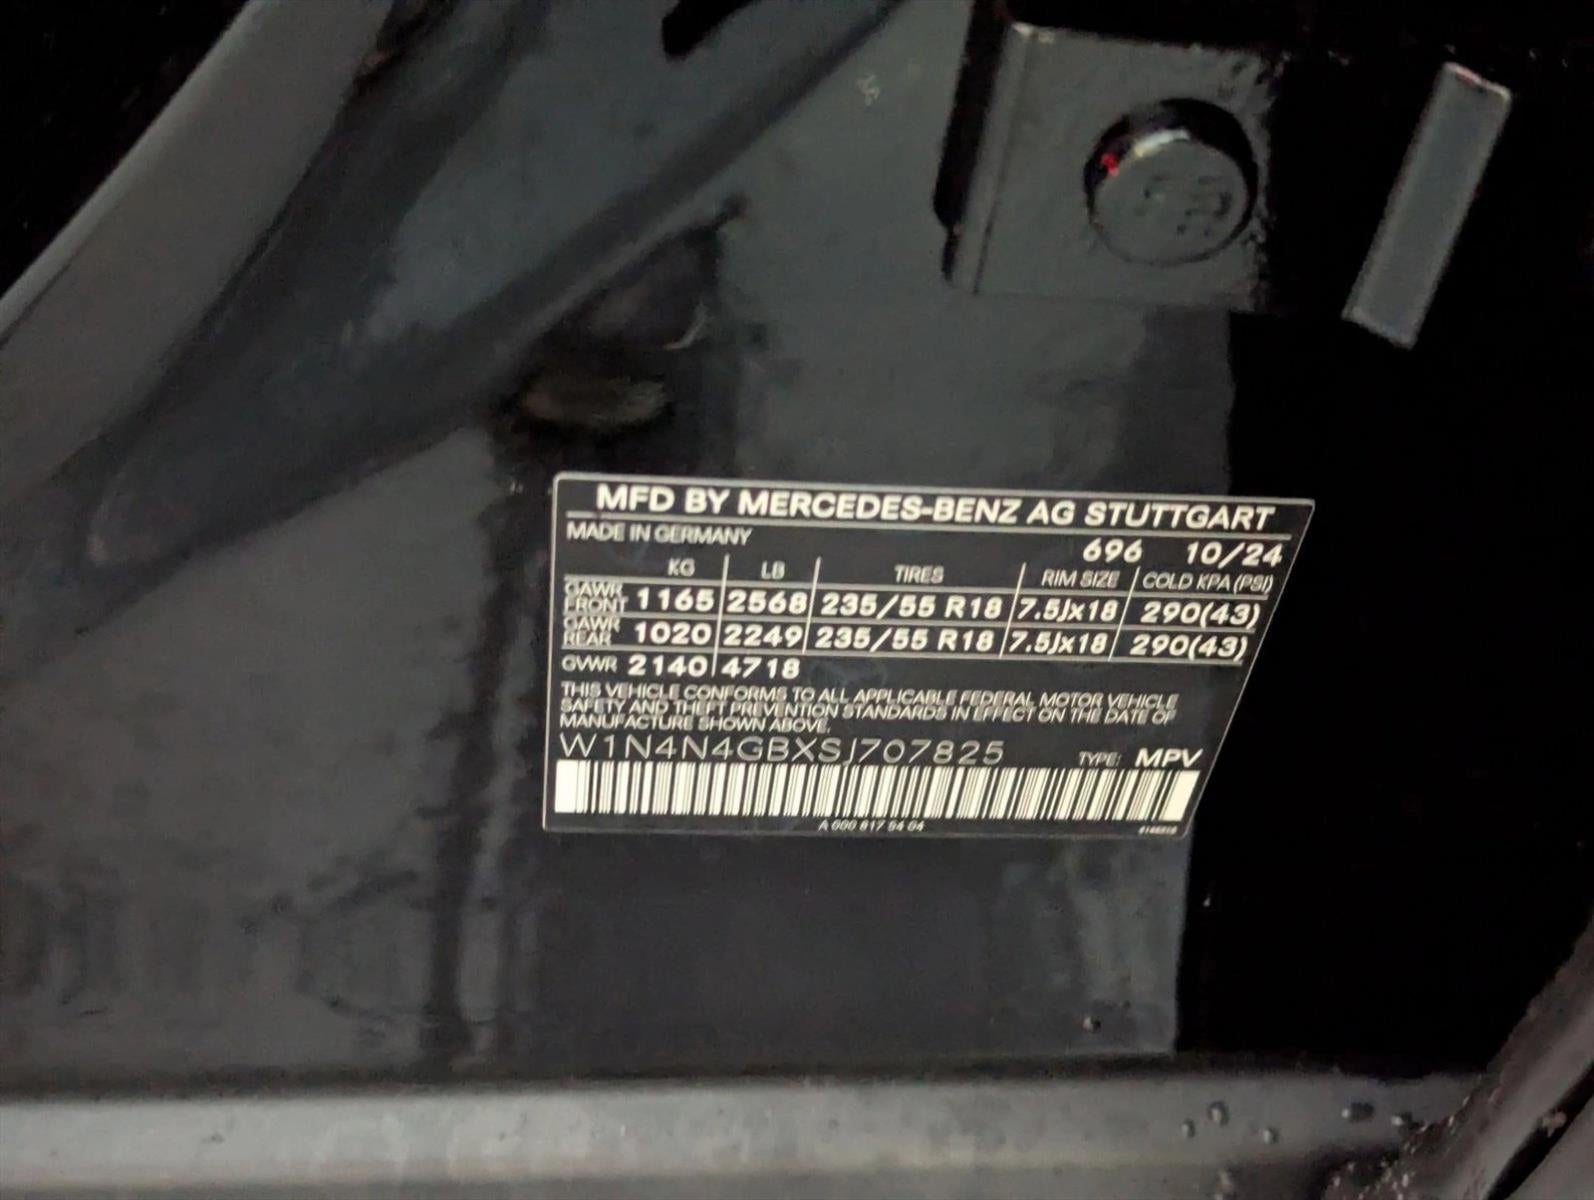 MFD BY MERCEDES-BENZ AG STUTTGART
MADE IN GERMANY
696 10/24
KG LB TIRES RIM SIZE COLD KPA (PSI)
GAWR FRONT 1165 2568 235/55 R18 7.5Jx18 290(43)
GAWR REAR 1020 2249 235/55 R18 7.5Jx18 290(43)
GVWR 2140 4718
THIS VEHICLE CONFORMS TO ALL APPLICABLE FEDERAL MOTOR VEHICLE
SAFETY AND THEFT PREVENTION STANDARDS IN EFFECT ON THE DATE OF
MANUFACTURE SHOWN ABOVE.
W1N4N4GBXSJ707825 TYPE: MPV
A 000 817 54 04